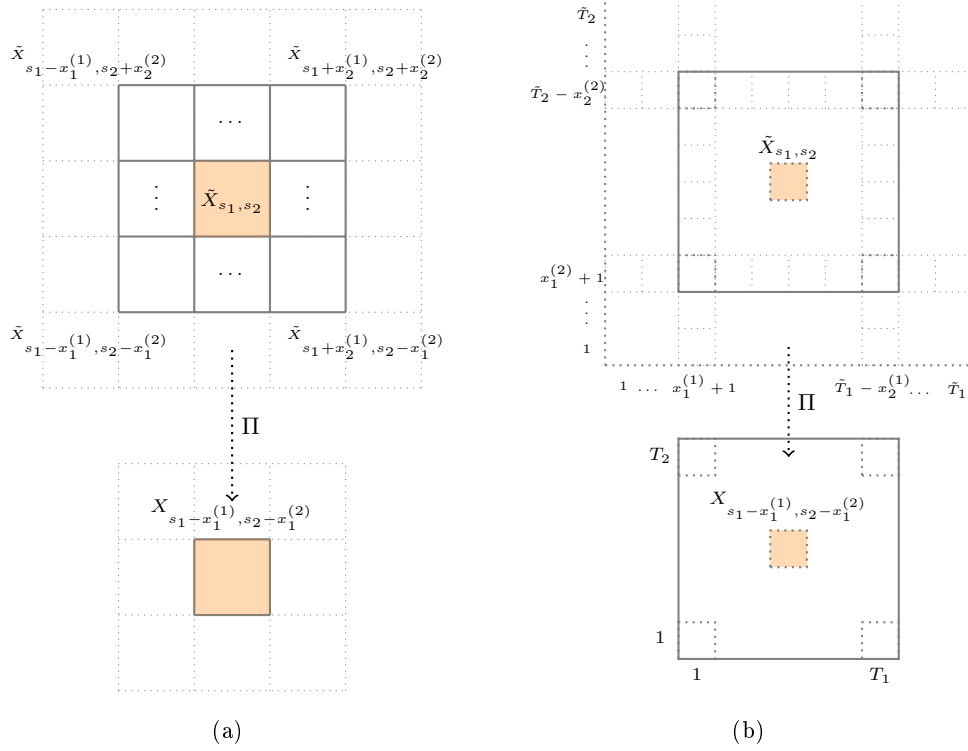 X̃_{s_1−x_1^{(1)},s_2+x_2^{(2)}} X̃_{s_1+x_2^{(1)},s_2+x_2^{(2)}}
⋯
⋮ X̃_{s_1,s_2} ⋮
⋯
X̃_{s_1−x_1^{(1)},s_2−x_1^{(2)}} X̃_{s_1+x_2^{(1)},s_2−x_1^{(2)}}
Π
X_{s_1−x_1^{(1)},s_2−x_1^{(2)}}
(a)
T̃_2
⋮
T̃_2 − x_2^{(2)}
X̃_{s_1,s_2}
x_1^{(2)} + 1
⋮
1
1 … x_1^{(1)} + 1 T̃_1 − x_2^{(1)} … T̃_1
Π
T_2
X_{s_1−x_1^{(1)},s_2−x_1^{(2)}}
1
1 T_1
(b)